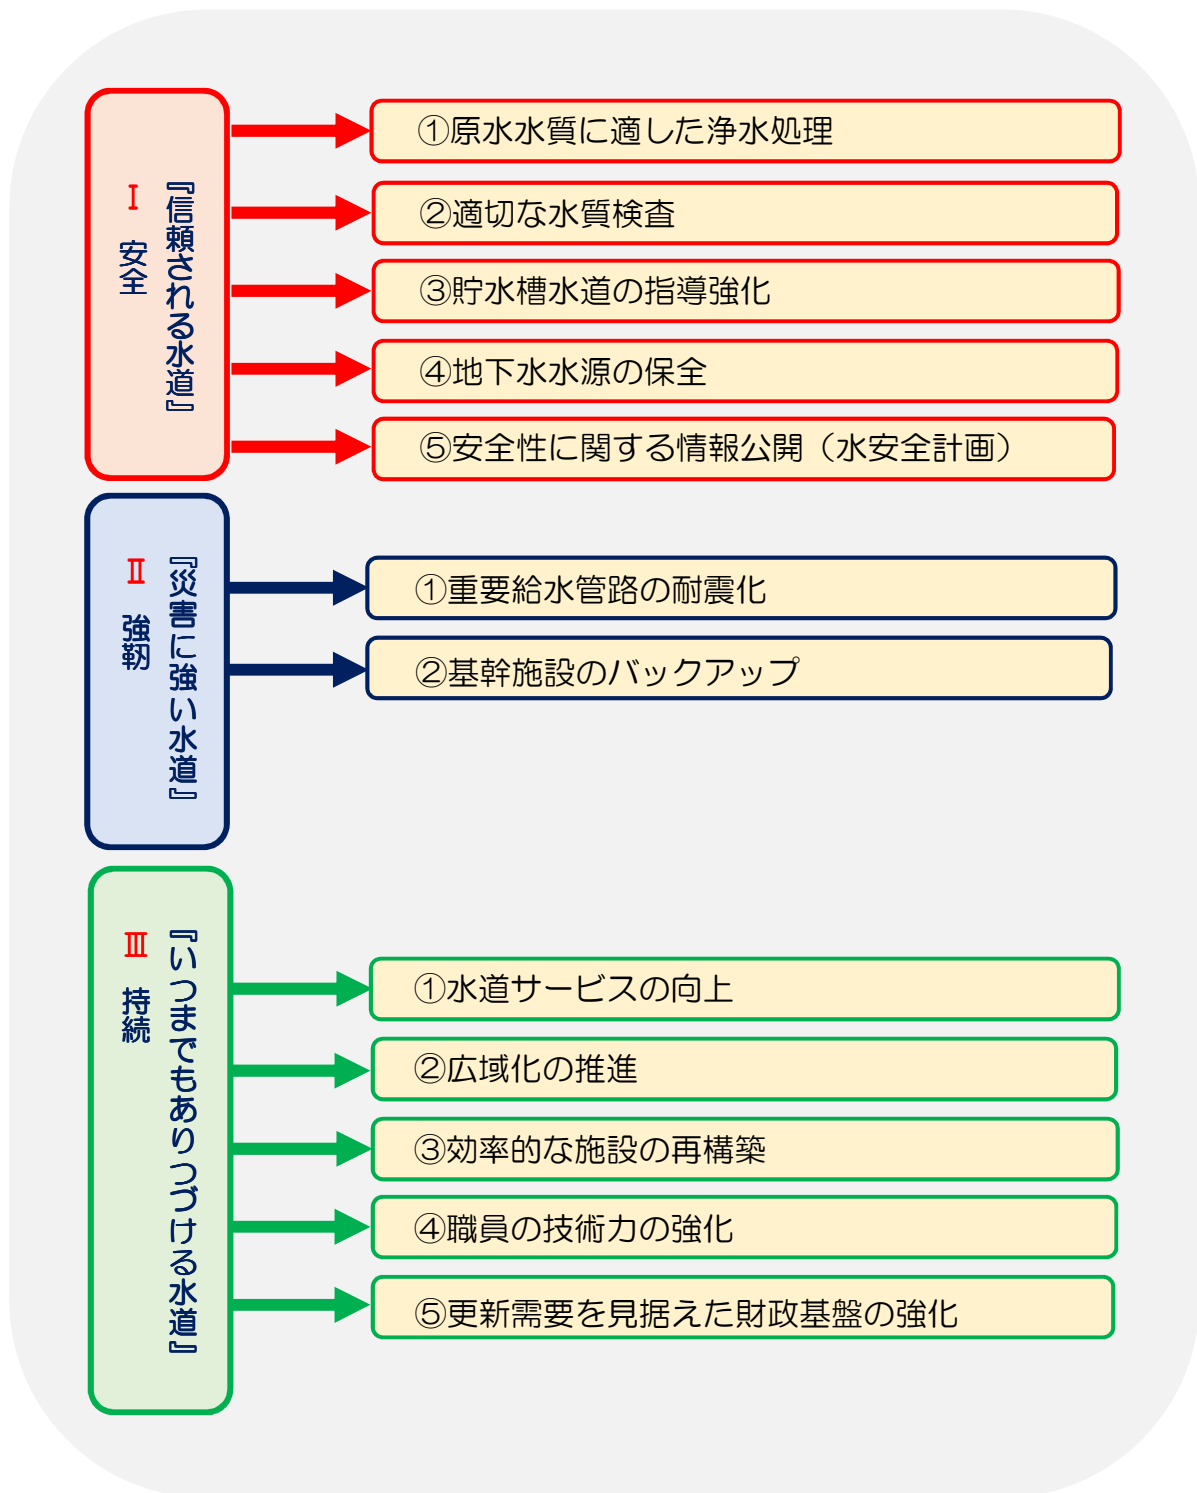 Ⅰ 安全
『信頼される水道』
①原水水質に適した浄水処理
②適切な水質検査
③貯水槽水道の指導強化
④地下水水源の保全
⑤安全性に関する情報公開（水安全計画）
Ⅱ 強靭
『災害に強い水道』
①重要給水管路の耐震化
②基幹施設のバックアップ
Ⅲ 持続
『いつまでもありつづける水道』
①水道サービスの向上
②広域化の推進
③効率的な施設の再構築
④職員の技術力の強化
⑤更新需要を見据えた財政基盤の強化